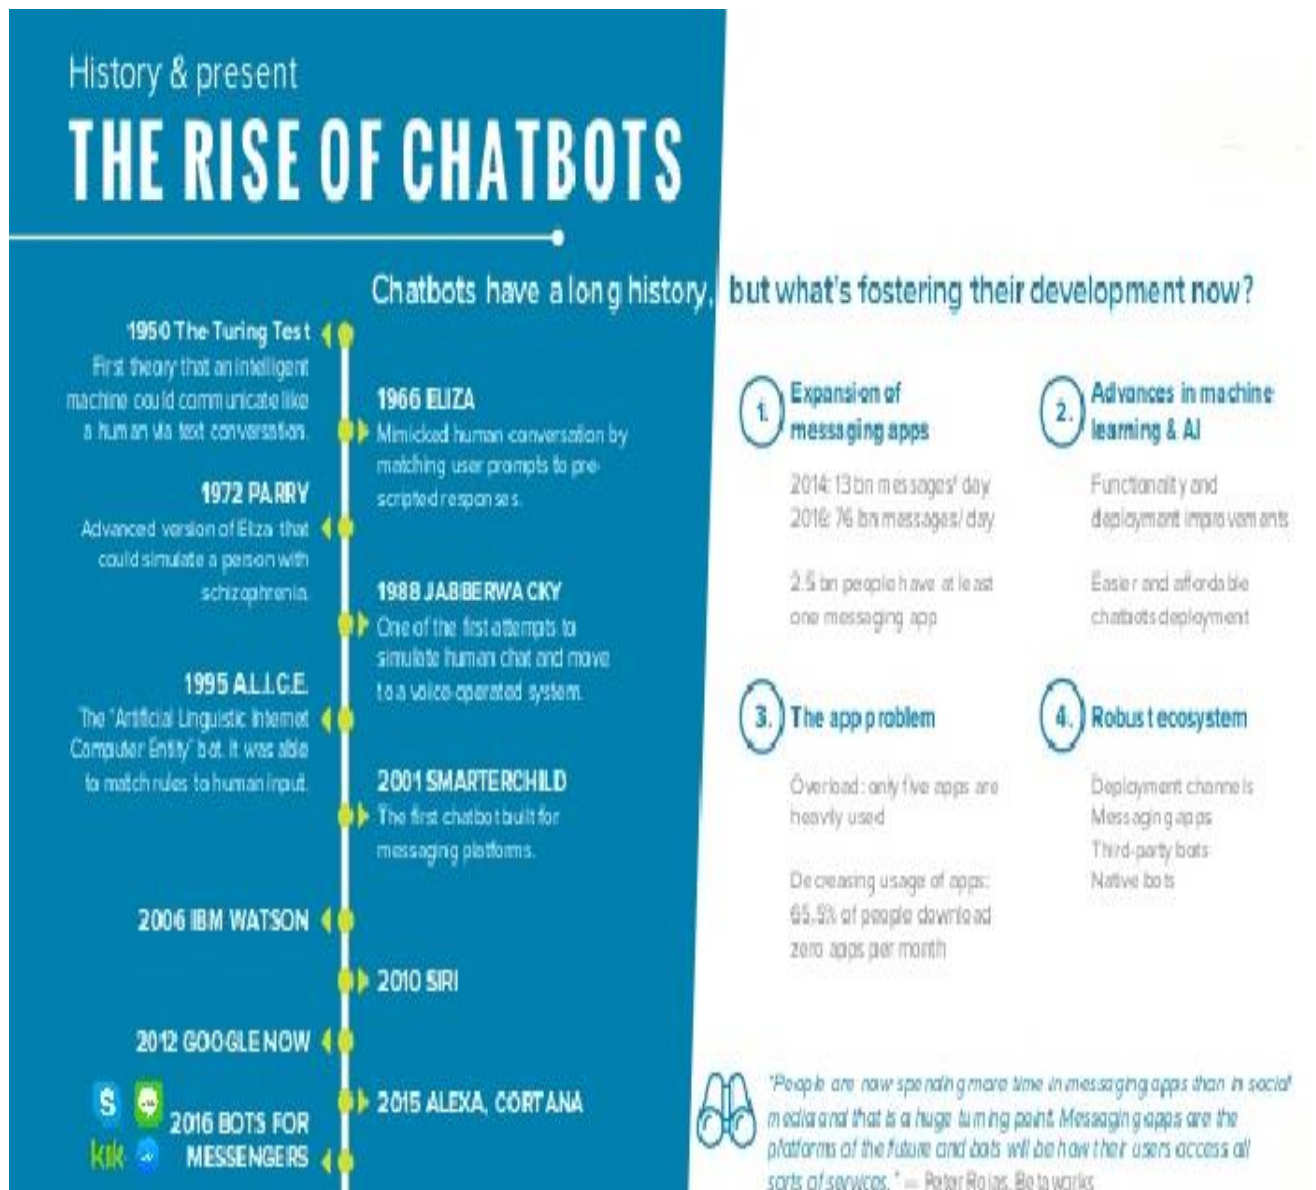 History & present
THE RISE OF CHATBOTS
Chatbots have a long history, but what's fostering their development now?
1950 The Turing Test
First theory that an intelligent
machine could communicate like
a human via text conversation.
1966 ELIZA
Mimicked human conversation by
matching user prompts to pre-
scripted responses.
1972 PARRY
Advanced version of Eliza that
could simulate a person with
schizophrenia.
1988 JABBERWACKY
One of the first attempts to
simulate human chat and move
to a voice-operated system.
1995 A.L.I.C.E.
The "Artificial Linguistic Internet
Computer Entity" bot. It was able
to match rules to human input.
2001 SMARTERCHILD
The first chatbot built for
messaging platforms.
2006 IBM WATSON
2010 SIRI
2012 GOOGLE NOW
2015 ALEXA, CORTANA
S
kik
2016 BOTS FOR
MESSENGERS
1. Expansion of
messaging apps
2014: 13 bn messages/ day
2016: 76 bn messages/ day
2.5 bn people have at least
one messaging app
2. Advances in machine
learning & AI
Functionality and
deployment improvements
Easier and affordable
chatbots deployment
3. The app problem
Overload: only five apps are
heavily used
Decreasing usage of apps:
65.5% of people download
zero apps per month
4. Robust ecosystem
Deployment channels
Messaging apps
Third-party bots
Native bots
"People are now spending more time in messaging apps than in social
media and that is a huge turning point. Messaging apps are the
platforms of the future and bots will be how their users access all
sorts of services." — Peter Rojas, Betaworks